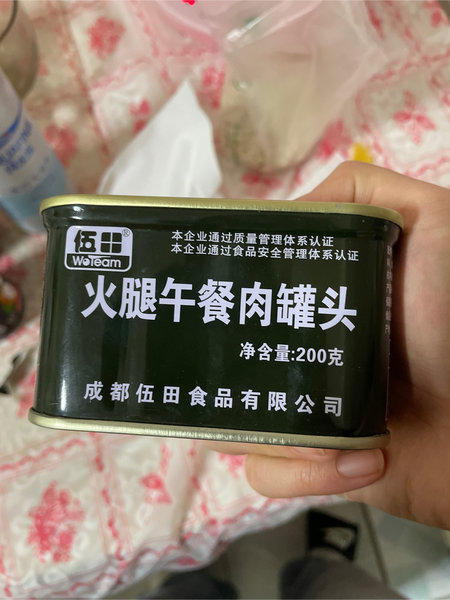 伍田®
WoTeam
本企业通过质量管理体系认证
本企业通过食品安全管理体系认证
火腿午餐肉罐头
净含量:200克
成都伍田食品有限公司